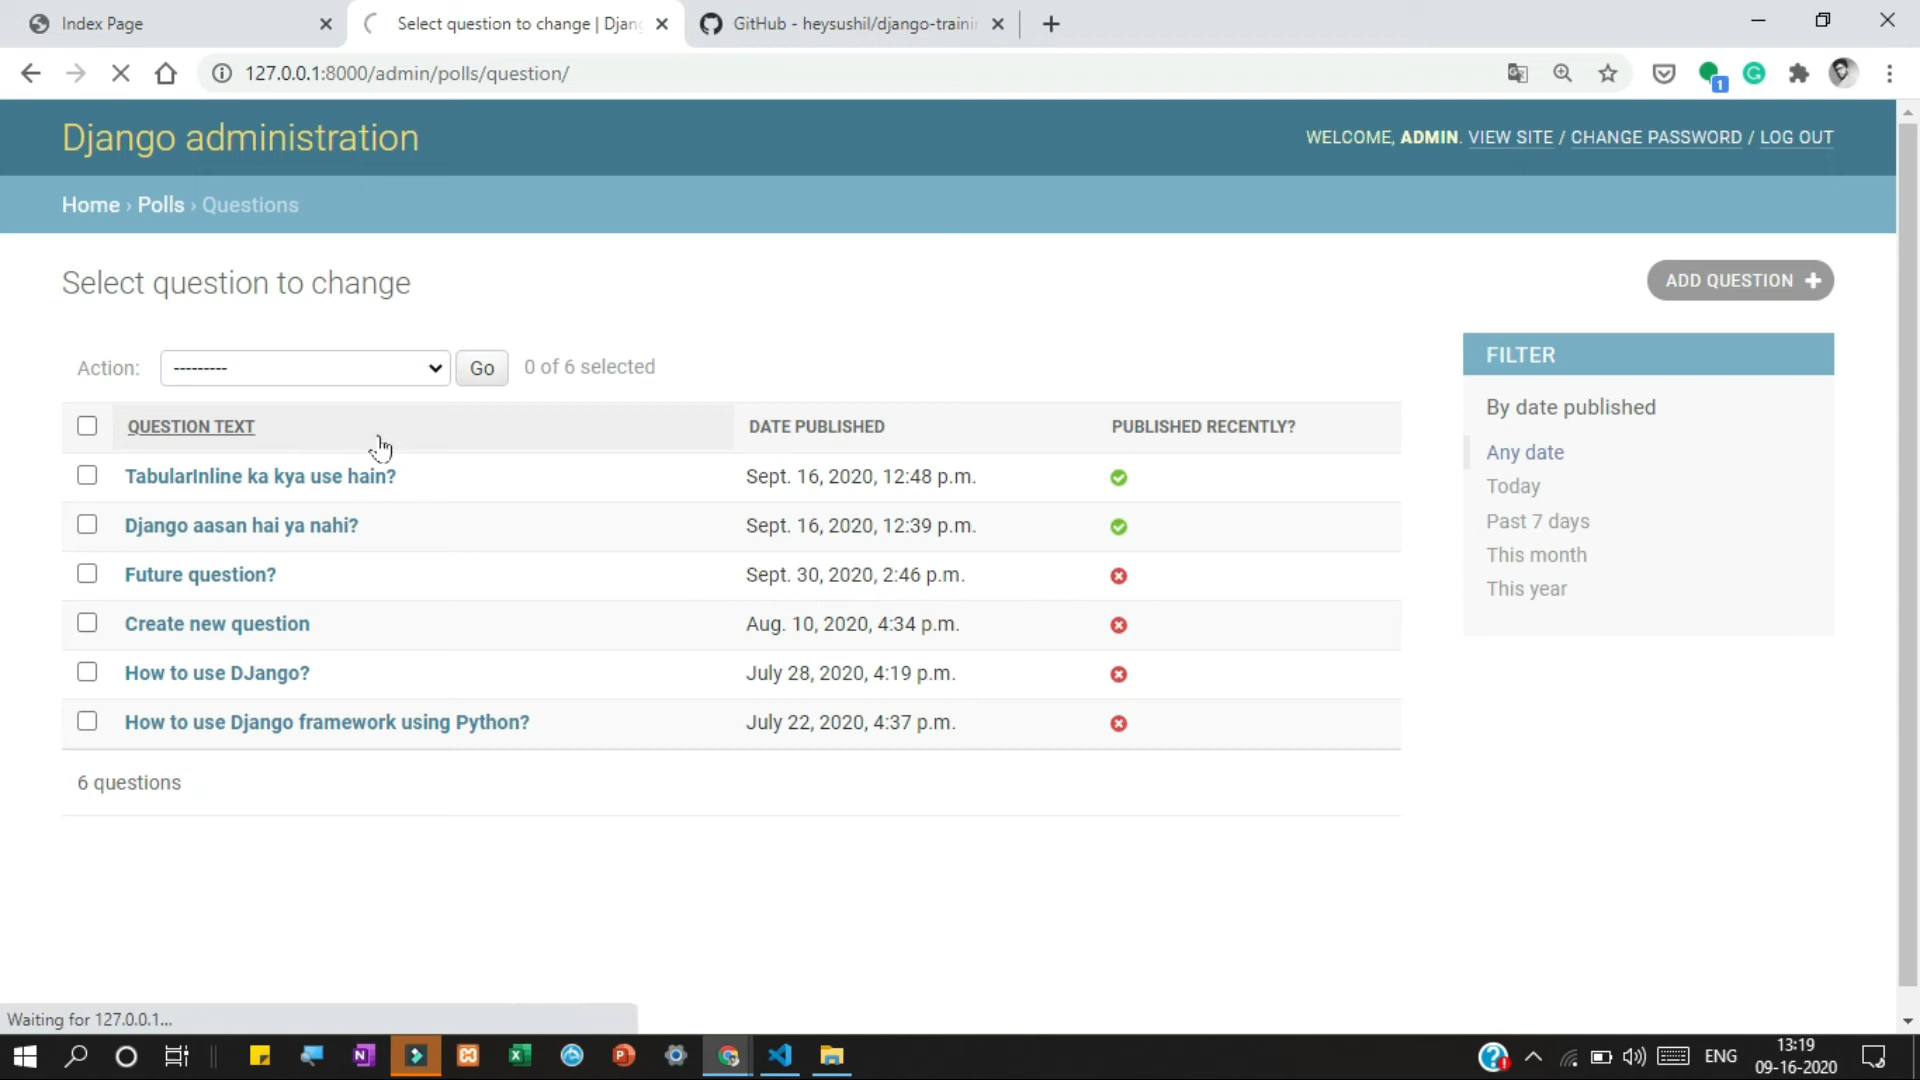 Index Page
Select question to change | Djan
GitHub - heysushil/django-traini
127.0.0.1:8000/admin/polls/question/
1
Django administration
WELCOME, ADMIN. VIEW SITE / CHANGE PASSWORD / LOG OUT
Home › Polls › Questions
Select question to change
ADD QUESTION +
Action: --------- Go 0 of 6 selected
FILTER
By date published
Any date
Today
Past 7 days
This month
This year
QUESTION TEXT DATE PUBLISHED PUBLISHED RECENTLY?
TabularInline ka kya use hain? Sept. 16, 2020, 12:48 p.m.
Django aasan hai ya nahi? Sept. 16, 2020, 12:39 p.m.
Future question? Sept. 30, 2020, 2:46 p.m.
Create new question Aug. 10, 2020, 4:34 p.m.
How to use DJango? July 28, 2020, 4:19 p.m.
How to use Django framework using Python? July 22, 2020, 4:37 p.m.
6 questions
Waiting for 127.0.0.1...
ENG
13:19
09-16-2020